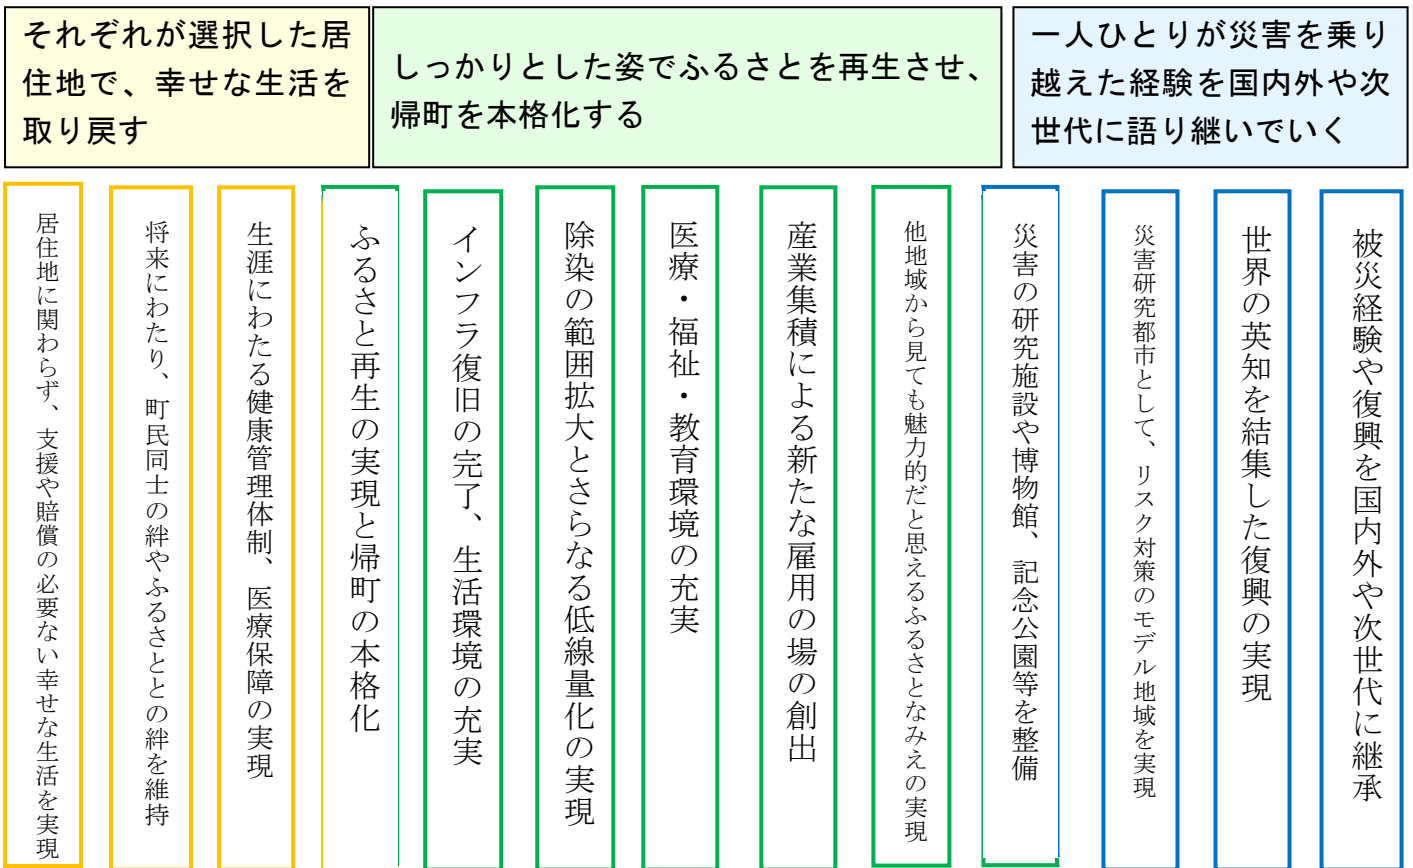 それぞれが選択した居
住地で、幸せな生活を
取り戻す
しっかりとした姿でふるさとを再生させ、
帰町を本格化する
一人ひとりが災害を乗り
越えた経験を国内外や次
世代に語り継いでいく
居住地に関わらず、支援や賠償の必要ない幸せな生活を実現
将来にわたり、町民同士の絆やふるさととの絆を維持
生涯にわたる健康管理体制、医療保障の実現
ふるさと再生の実現と帰町の本格化
インフラ復旧の完了、生活環境の充実
除染の範囲拡大とさらなる低線量化の実現
医療・福祉・教育環境の充実
産業集積による新たな雇用の場の創出
他地域から見ても魅力的だと思えるふるさとなみえの実現
災害の研究施設や博物館、記念公園等を整備
災害研究都市として、リスク対策のモデル地域を実現
世界の英知を結集した復興の実現
被災経験や復興を国内外や次世代に継承